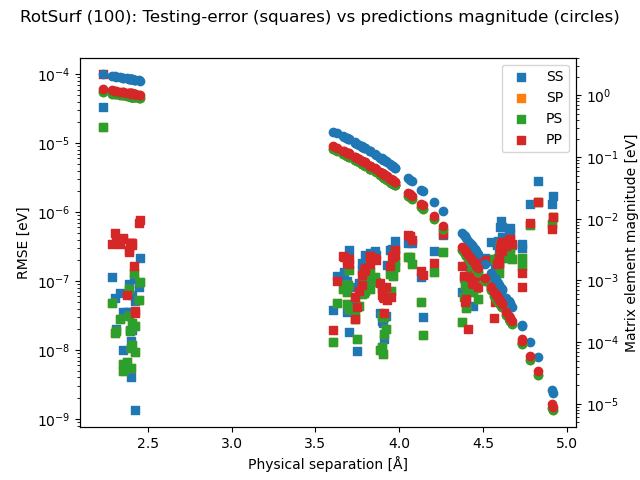 RotSurf (100): Testing-error (squares) vs predictions magnitude (circles)
10⁻⁴
10⁻⁵
10⁻⁶
10⁻⁷
10⁻⁸
10⁻⁹
RMSE [eV]
2.5 3.0 3.5 4.0 4.5 5.0
Physical separation [Å]
10⁰
10⁻¹
10⁻²
10⁻³
10⁻⁴
10⁻⁵
Matrix element magnitude [eV]
SS
SP
PS
PP